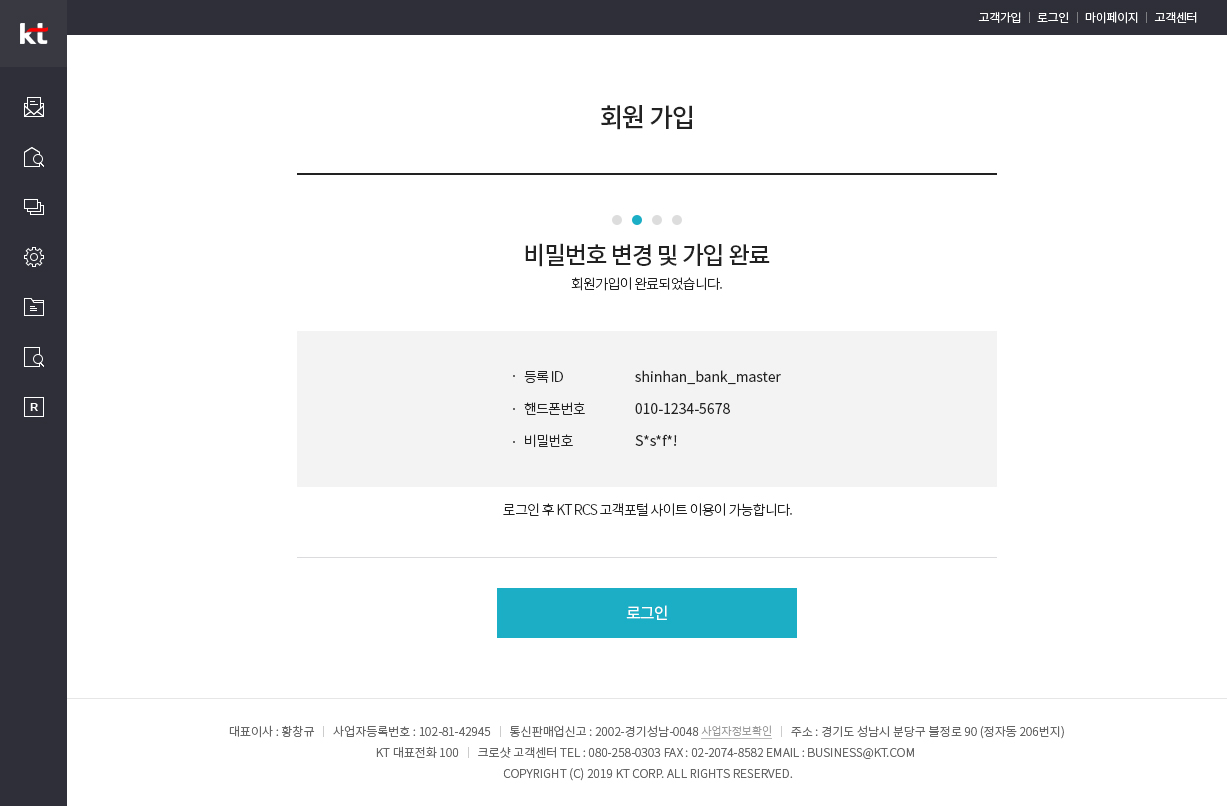 kt
고객가입 | 로그인 | 마이페이지 | 고객센터
회원 가입
비밀번호 변경 및 가입 완료
회원가입이 완료되었습니다.
· 등록 ID shinhan_bank_master
· 핸드폰번호 010-1234-5678
· 비밀번호 S*s*f*!
로그인 후 KT RCS 고객포털 사이트 이용이 가능합니다.
로그인
R
대표이사 : 황창규 | 사업자등록번호 : 102-81-42945 | 통신판매업신고 : 2002-경기성남-0048 사업자정보확인 | 주소 : 경기도 성남시 분당구 불정로 90 (정자동 206번지)
KT 대표전화 100 | 크로샷 고객센터 TEL : 080-258-0303 FAX : 02-2074-8582 EMAIL : BUSINESS@KT.COM
COPYRIGHT (C) 2019 KT CORP. ALL RIGHTS RESERVED.